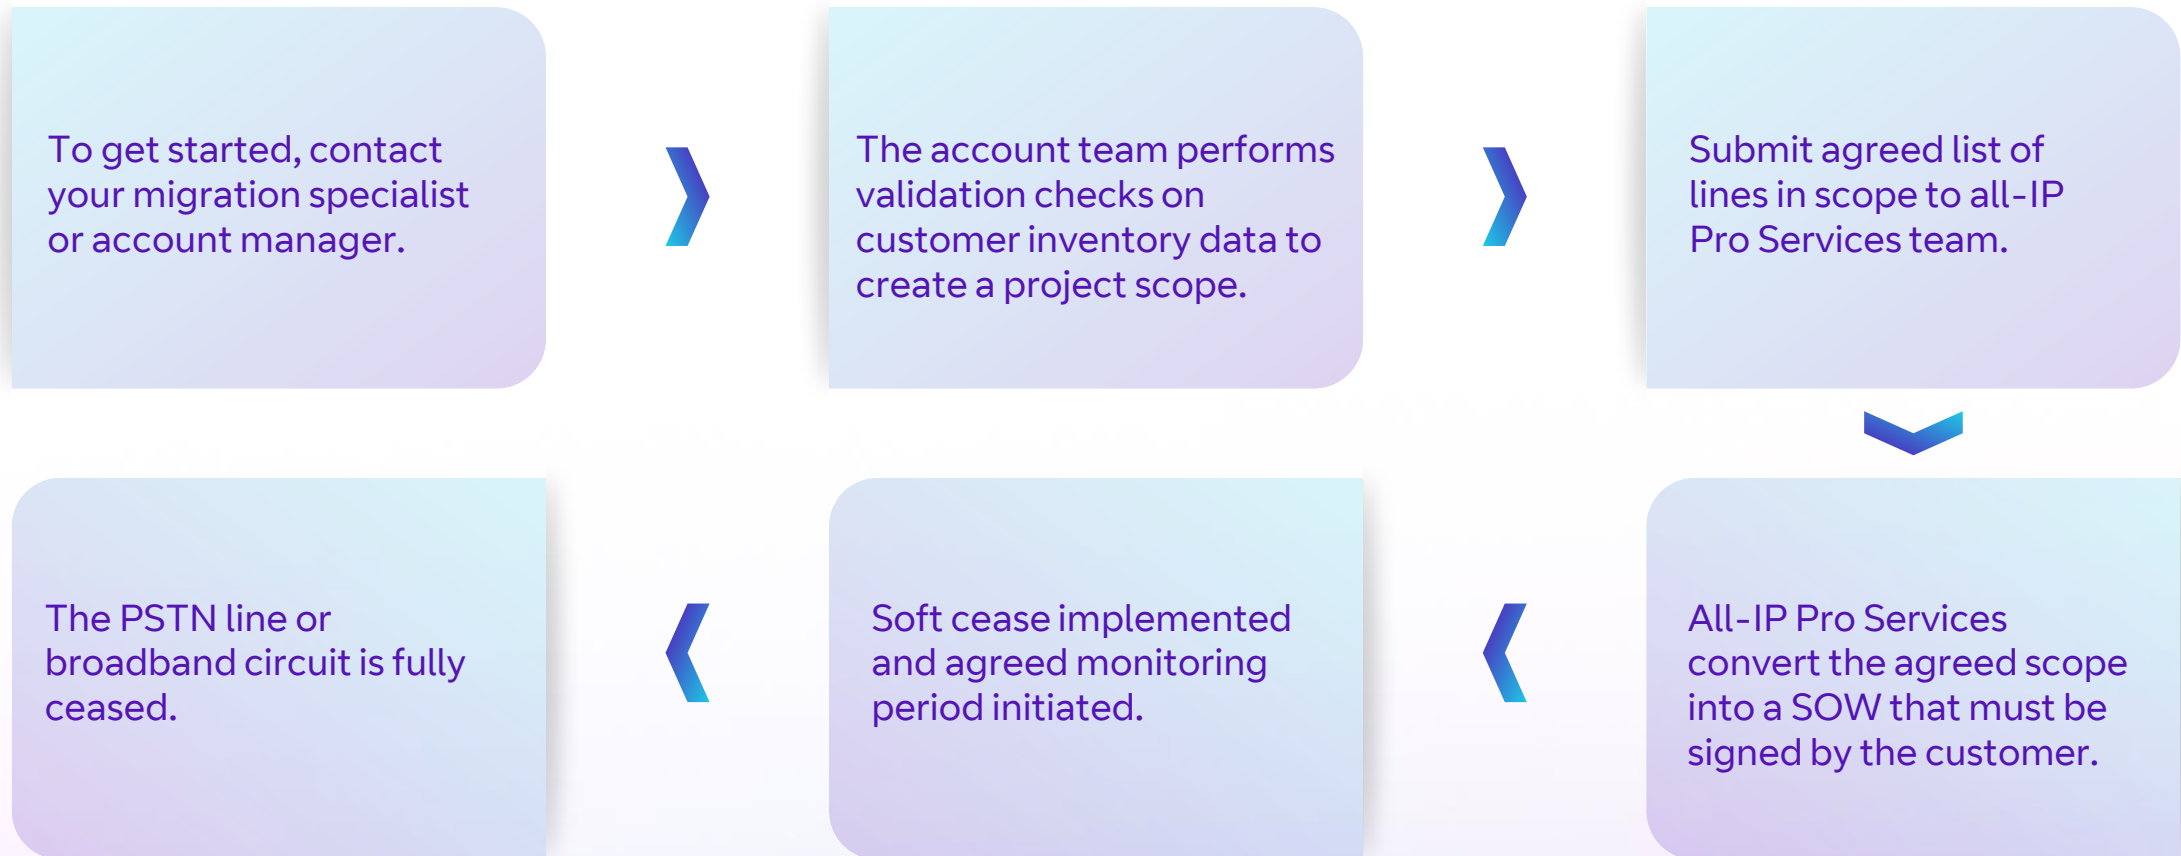 To get started, contact
your migration specialist
or account manager.
The account team performs
validation checks on
customer inventory data to
create a project scope.
Submit agreed list of
lines in scope to all-IP
Pro Services team.
All-IP Pro Services
convert the agreed scope
into a SOW that must be
signed by the customer.
Soft cease implemented
and agreed monitoring
period initiated.
The PSTN line or
broadband circuit is fully
ceased.